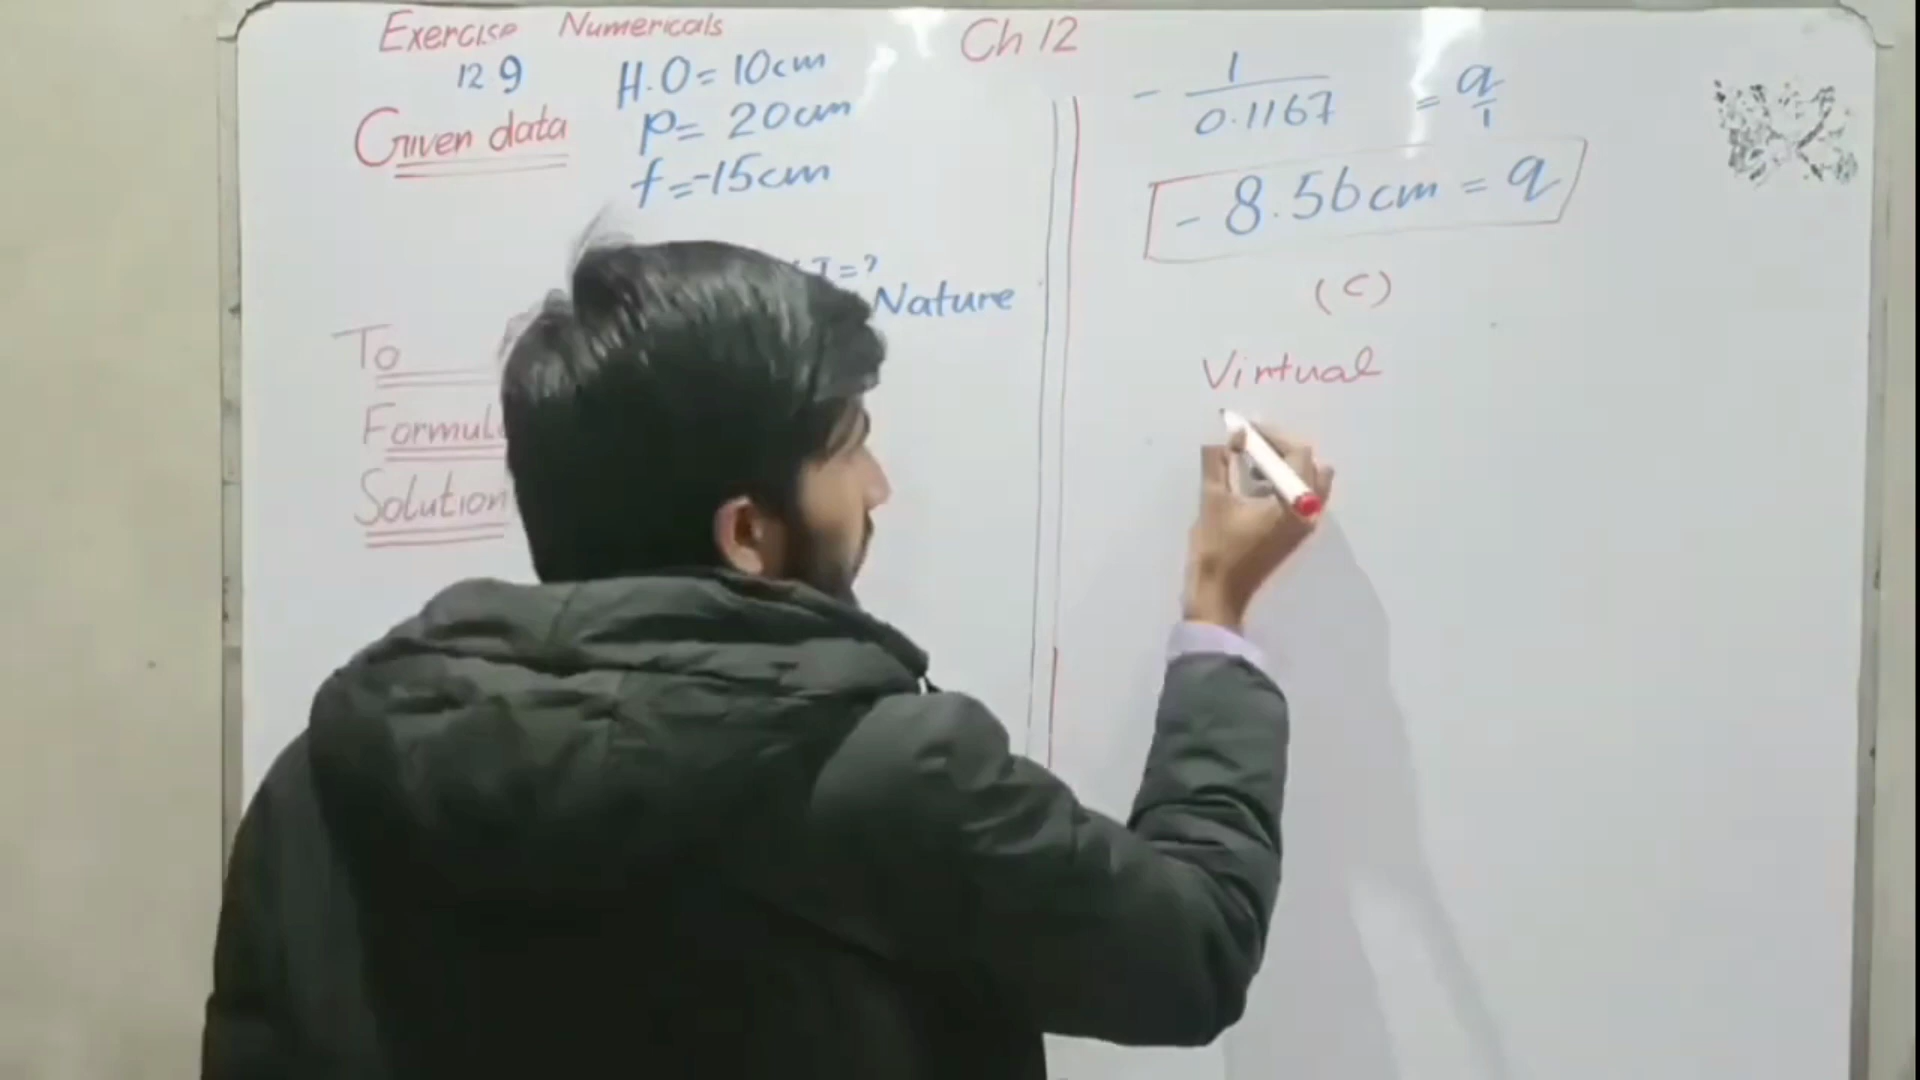 Exercise Numericals
Ch 12
12.9
H.O = 10cm
Given data
p = 20cm
f = -15cm
I = ?
Nature
To
Formul
Solution
- 1/0.1167 = q/1
- 8.56cm = q
(C)
Virtual